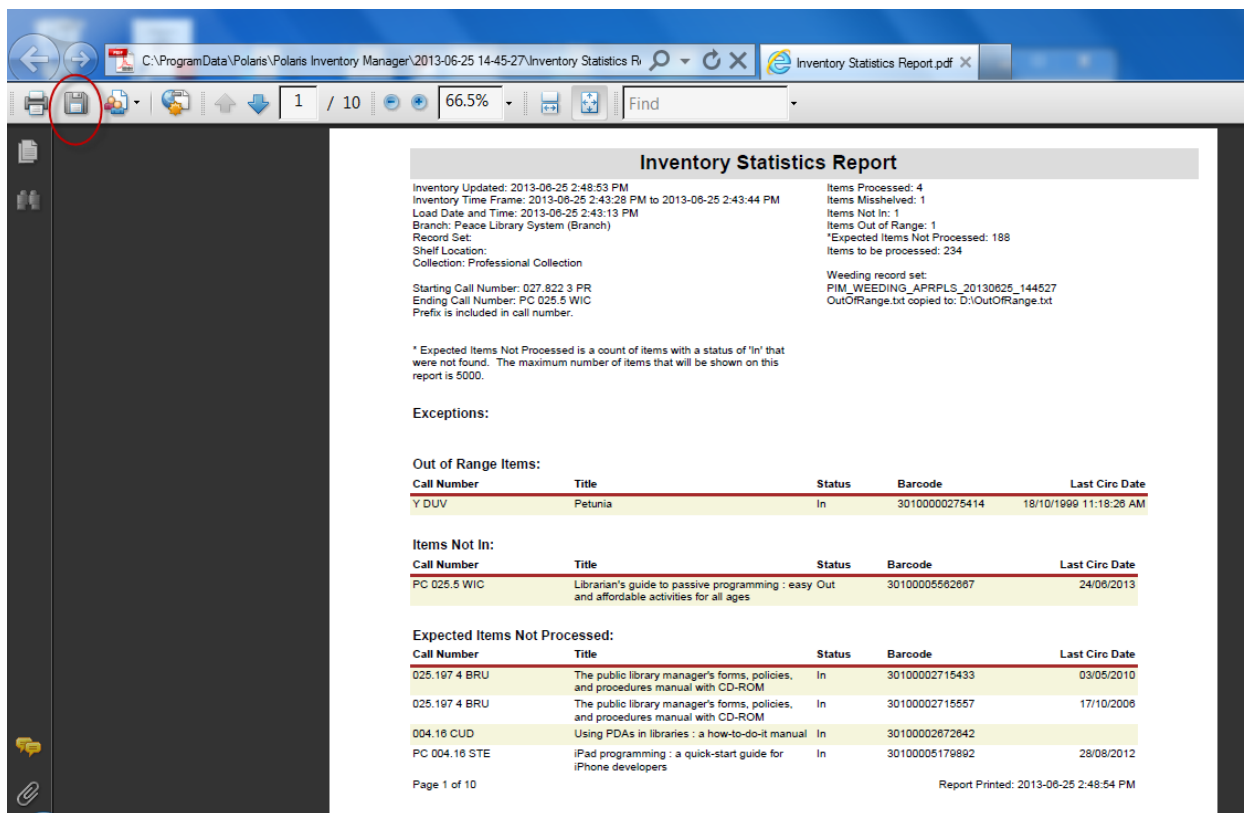 C:\ProgramData\Polaris\Polaris Inventory Manager\2013-06-25 14-45-27\Inventory Statistics R
Inventory Statistics Report.pdf
1 / 10
66.5%
Find
Inventory Statistics Report
Inventory Updated: 2013-06-25 2:48:53 PM
Inventory Time Frame: 2013-06-25 2:43:28 PM to 2013-06-25 2:43:44 PM
Load Date and Time: 2013-06-25 2:43:13 PM
Branch: Peace Library System (Branch)
Record Set:
Shelf Location:
Collection: Professional Collection
Starting Call Number: 027.822 3 PR
Ending Call Number: PC 025.5 WIC
Prefix is included in call number.
Items Processed: 4
Items Misshelved: 1
Items Not In: 1
Items Out of Range: 1
*Expected Items Not Processed: 188
Items to be processed: 234
Weeding record set:
PIM_WEEDING_APRPLS_20130625_144527
OutOfRange.txt copied to: D:\OutOfRange.txt
* Expected Items Not Processed is a count of items with a status of 'In' that
were not found. The maximum number of items that will be shown on this
report is 5000.
Exceptions:
Out of Range Items:
Call Number Title Status Barcode Last Circ Date
Y DUV Petunia In 30100000275414 18/10/1999 11:18:26 AM
Items Not In:
Call Number Title Status Barcode Last Circ Date
PC 025.5 WIC Librarian's guide to passive programming : easy Out 30100005562667 24/06/2013
and affordable activities for all ages
Expected Items Not Processed:
Call Number Title Status Barcode Last Circ Date
025.197 4 BRU The public library manager's forms, policies, In 30100002715433 03/05/2010
and procedures manual with CD-ROM
025.197 4 BRU The public library manager's forms, policies, In 30100002715557 17/10/2006
and procedures manual with CD-ROM
004.16 CUD Using PDAs in libraries : a how-to-do-it manual In 30100002672642
PC 004.16 STE iPad programming : a quick-start guide for In 30100005179892 28/08/2012
iPhone developers
Page 1 of 10 Report Printed: 2013-06-25 2:48:54 PM